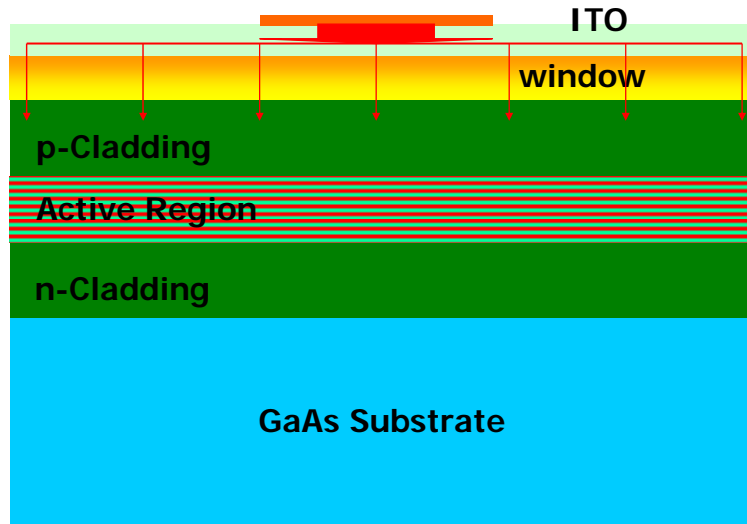 ITO
window
p-Cladding
Active Region
n-Cladding
GaAs Substrate